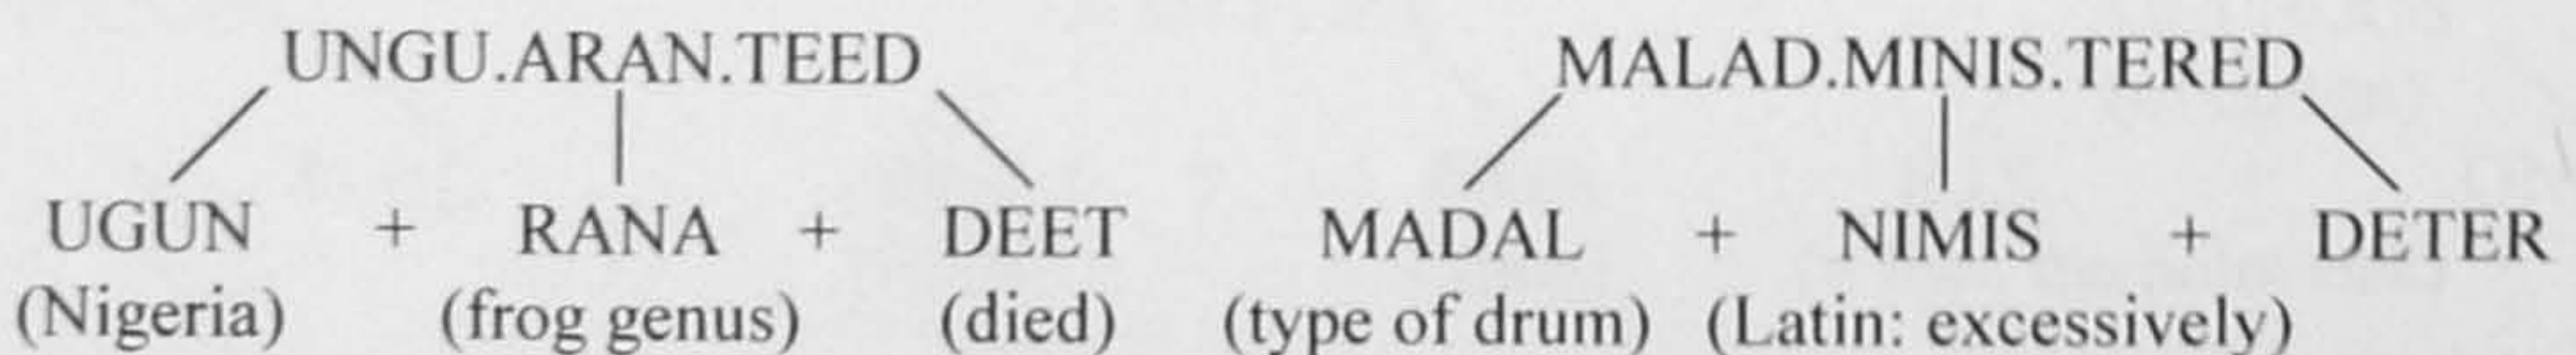 UNGU.ARAN.TEED MALAD.MINIS.TERED
UGUN + RANA + DEET MADAL + NIMIS + DETER
(Nigeria) (frog genus) (died) (type of drum) (Latin: excessively)